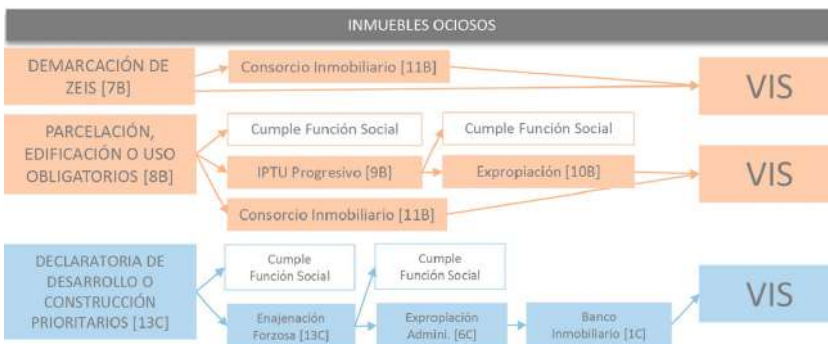 INMUEBLES OCIOSOS
DEMARCACIÓN DE
ZEIS [7B]
Consorcio Inmobiliario [11B]
VIS
PARCELACIÓN,
EDIFICACIÓN O USO
OBLIGATORIOS [8B]
Cumple Función Social
Cumple Función Social
IPTU Progresivo [9B]
Expropiación [10B]
Consorcio Inmobiliario [11B]
VIS
DECLARATORIA DE
DESARROLLO O
CONSTRUCCIÓN
PRIORITARIOS [13C]
Cumple
Función Social
Cumple
Función Social
Enajenación
Forzosa [13C]
Expropiación
Admini. [6C]
Banco
Inmobiliario [1C]
VIS